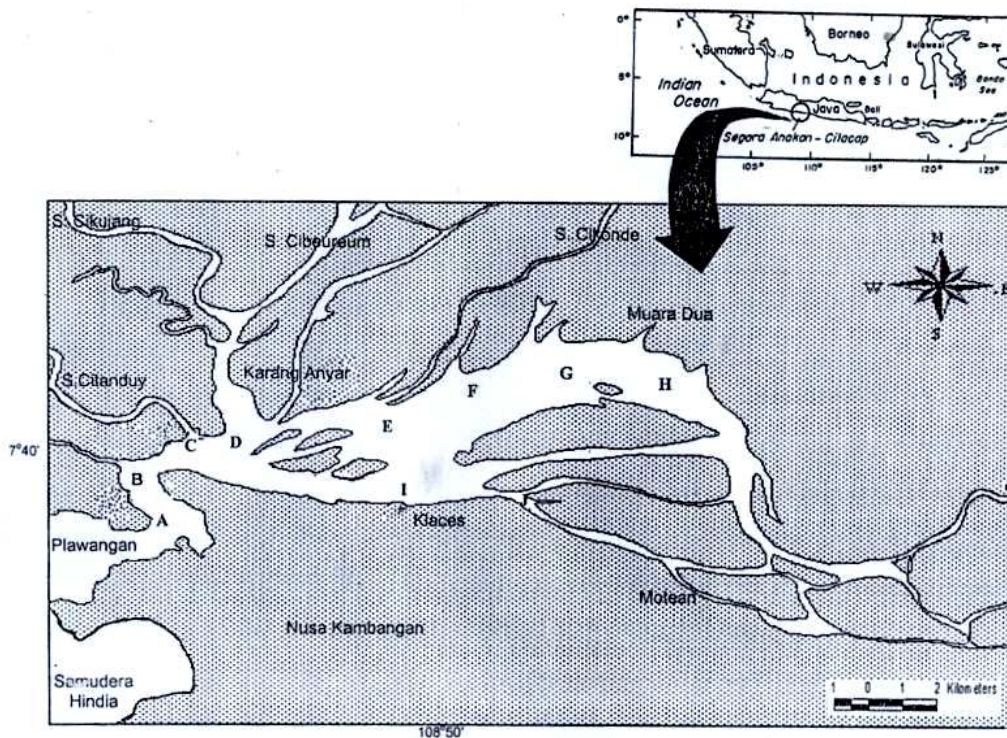 0°
5°
10°
105°
110°
115°
120°
125°
Sumatera
Borneo
Sulawesi
Indonesia
Banda
Sea
Indian
Ocean
Java
Bali
Segara Anakan - Cilacap
S. Sikujang
S. Cibeureum
S. Cikonde
Muara Dua
N
W
E
S
Karang Anyar
S.Citanduy
7°40'
A
B
C
D
E
F
G
H
I
Klaces
Plawangan
Motean
Nusa Kambangan
Samudera
Hindia
1 0 1 2 Kilometers
108°50'